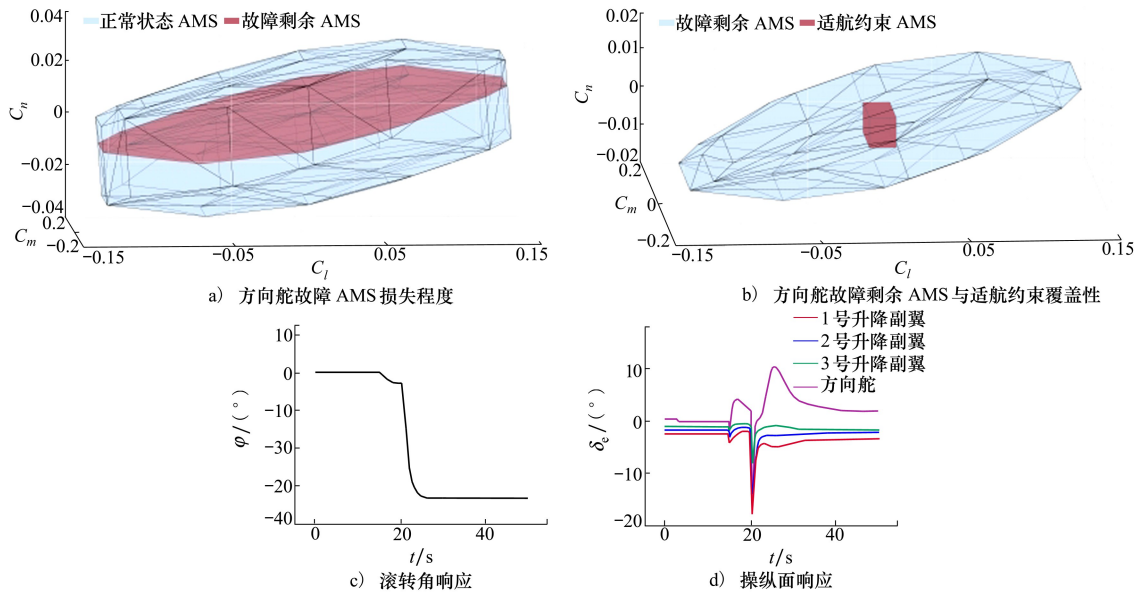 正常状态 AMS 故障剩余 AMS
0.04
0.02
0
−0.02
−0.04
C_n
0.2
−0.2
C_m
−0.15 −0.05 0.05 0.15
C_l
a) 方向舵故障 AMS 损失程度
故障剩余 AMS 适航约束 AMS
0.02
0.01
0
−0.01
−0.02
C_n
0.2
0
−0.2
C_m
−0.15 −0.05 0.05 0.15
C_l
b) 方向舵故障剩余 AMS 与适航约束覆盖性
10
0
−10
−30
−20
−40
φ/(°)
0 20 40
t/s
c) 滚转角响应
1号升降副翼
2号升降副翼
3号升降副翼
方向舵
10
0
−10
−20
δ_e/(°)
0 20 40
t/s
d) 操纵面响应